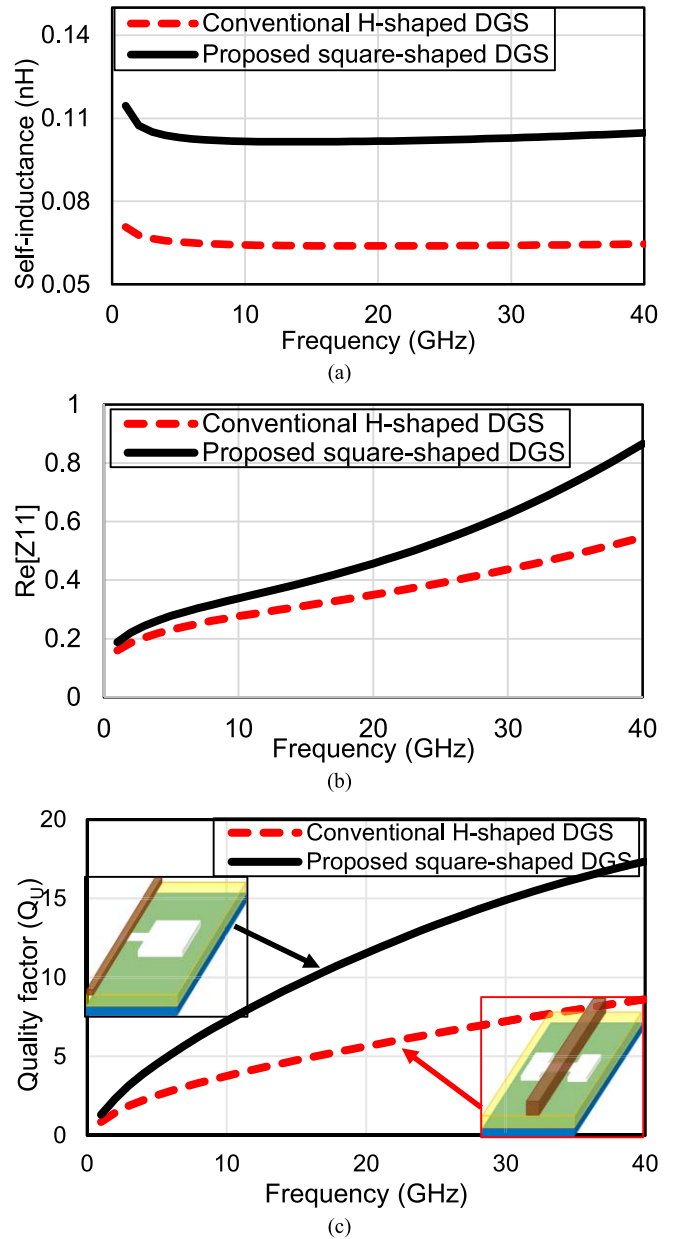 0.14
0.11
0.08
0.05
Self-inductance (nH)
Conventional H-shaped DGS
Proposed square-shaped DGS
0
10
20
30
40
Frequency (GHz)
(a)
1
0.8
0.6
0.4
0.2
0
Re[Z11]
Conventional H-shaped DGS
Proposed square-shaped DGS
0
10
20
30
40
Frequency (GHz)
(b)
20
15
10
5
0
Quality factor (QU)
Conventional H-shaped DGS
Proposed square-shaped DGS
0
10
20
30
40
Frequency (GHz)
(c)